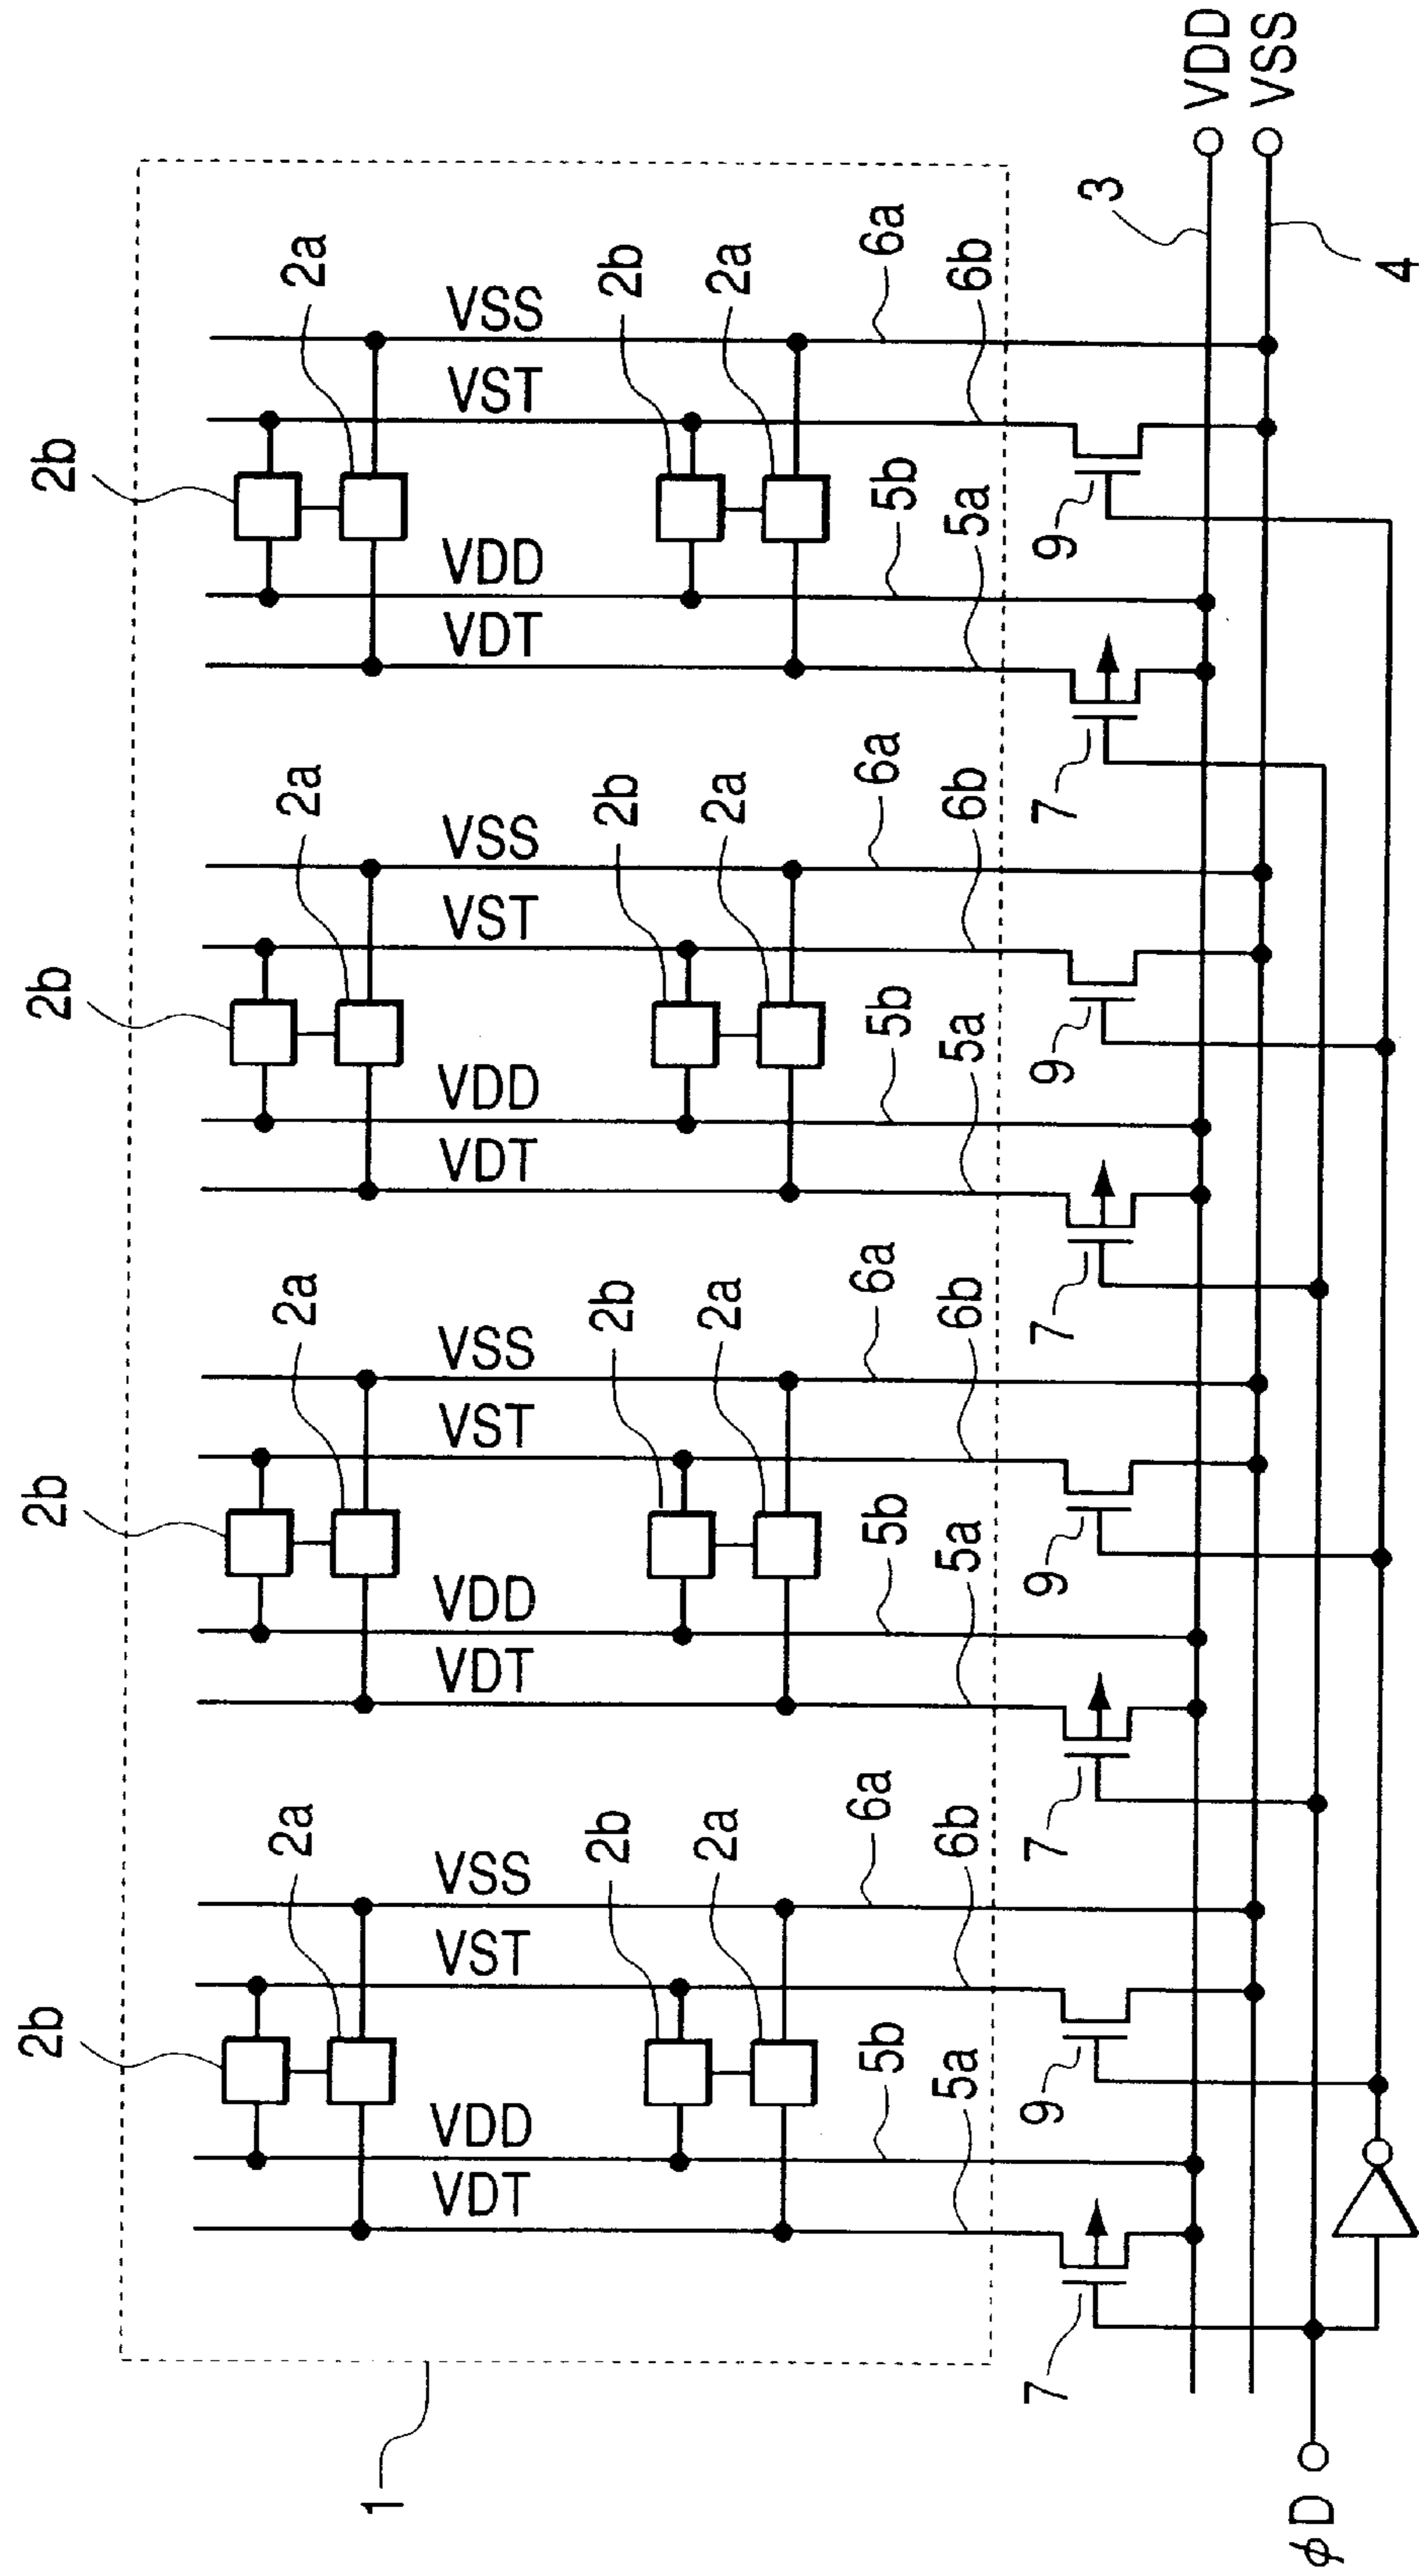 2b 2b 2b 2b
2a 2a 2a 2a
1
VDT VDD VST VSS VDT VDD VST VSS VDT VDD VST VSS VDT VDD VST VSS
2b 2b 2b 2b
2a 2a 2a 2a
5b 6a 5b 6a 5b 6a 5b 6a
5a 6b 5a 6b 5a 6b 5a 6b
7 9 7 9 7 9 7 9
3
VDD
VSS
φD
4